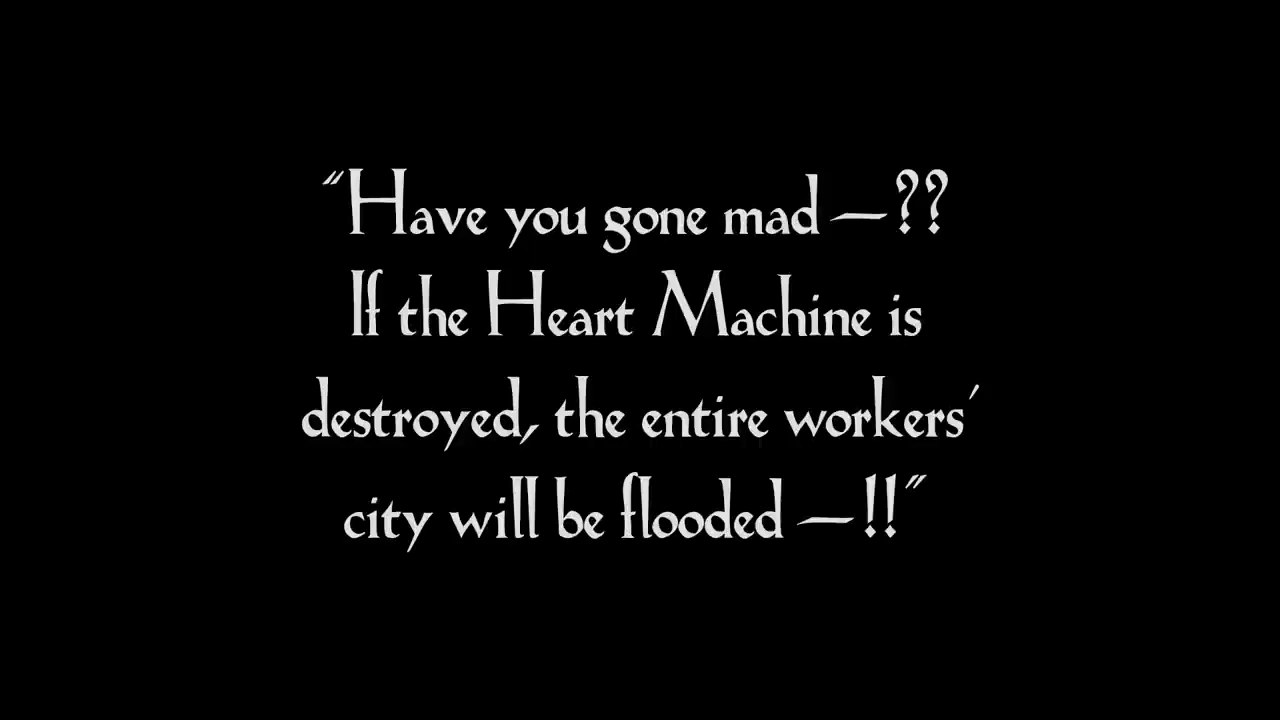 “Have you gone mad —??
If the Heart Machine is
destroyed, the entire workers’
city will be flooded —!!”